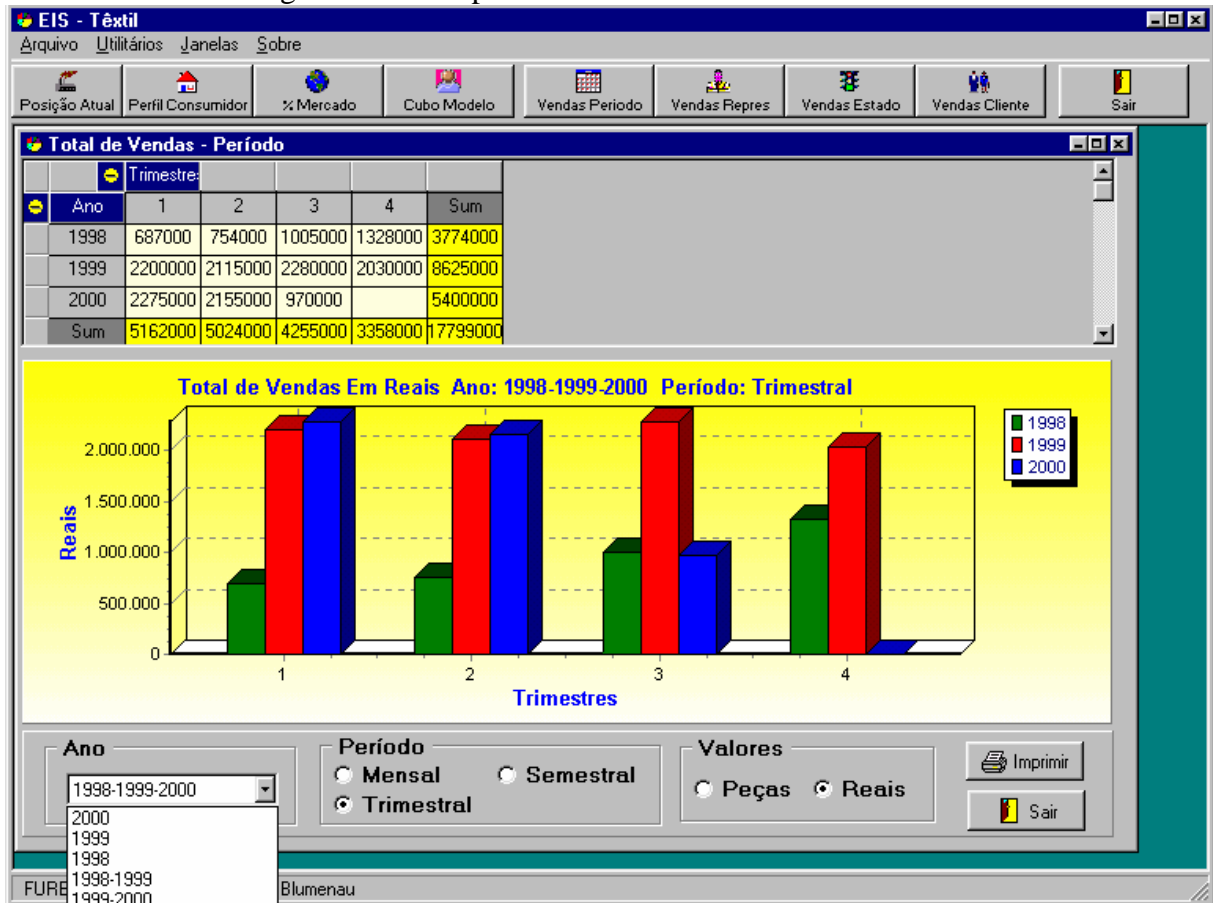 EIS - Têxtil
Arquivo Utilitários Janelas Sobre
Posição Atual Perfil Consumidor % Mercado Cubo Modelo Vendas Periodo Vendas Repres Vendas Estado Vendas Cliente Sair
Total de Vendas - Período
Trimestre
Ano 1 2 3 4 Sum
1998 687000 754000 1005000 1328000 3774000
1999 2200000 2115000 2280000 2030000 8625000
2000 2275000 2155000 970000 5400000
Sum 5162000 5024000 4255000 3358000 17799000
Total de Vendas Em Reais Ano: 1998-1999-2000 Período: Trimestral
1998
1999
2000
2.000.000
1.500.000
1.000.000
500.000
0
Reais
1 2 3 4
Trimestres
Ano
1998-1999-2000
2000
1999
1998
1998-1999
1999-2000
Período
Mensal Semestral
Trimestral
Valores
Peças Reais
Imprimir
Sair
FURB
Blumenau